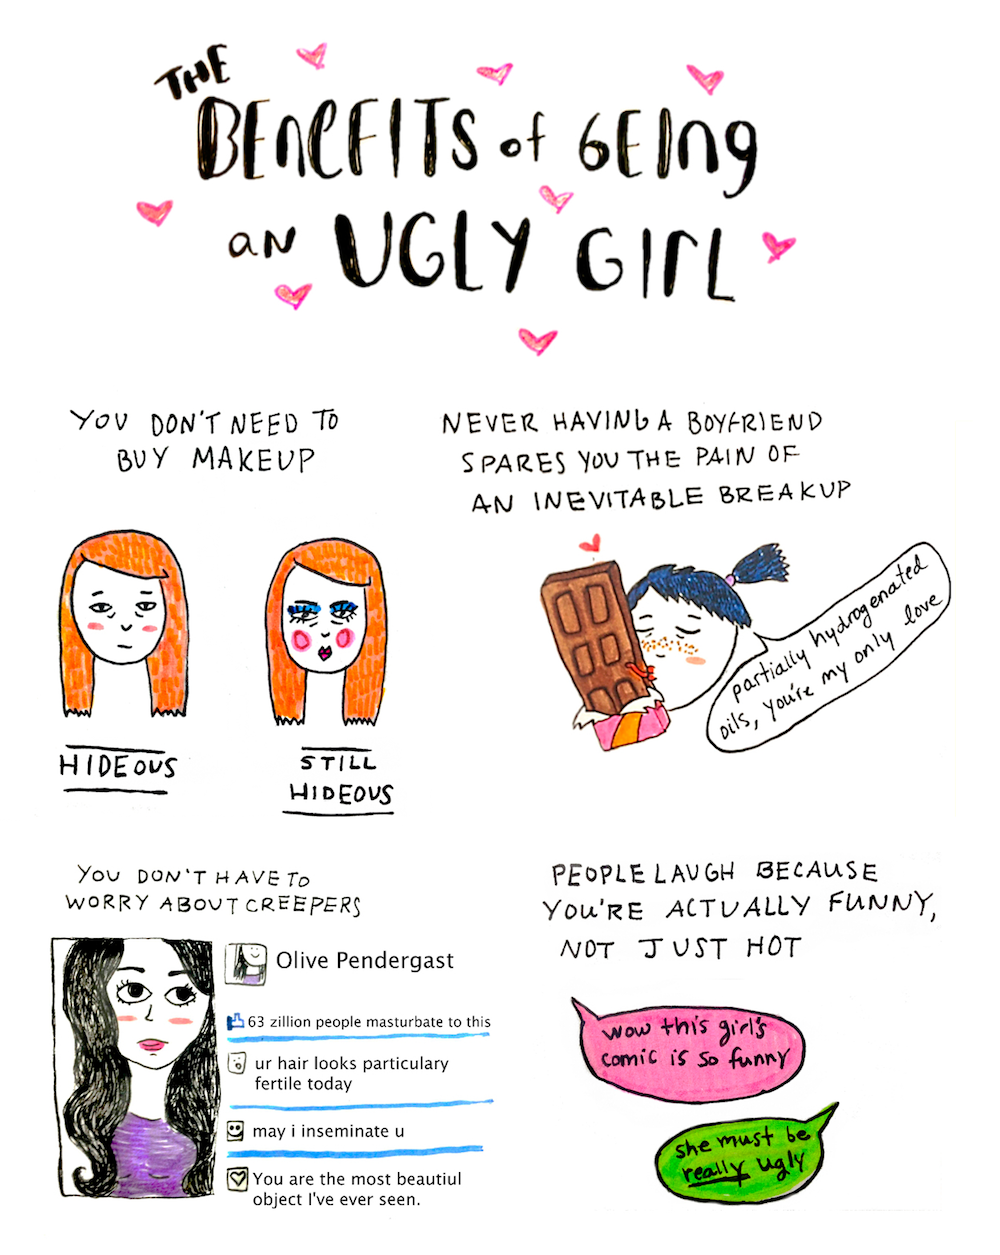 THE
BENEFITS of BEING
AN UGLY GIRL
YOU DON'T NEED TO
BUY MAKEUP
HIDEOUS
STILL
HIDEOUS
NEVER HAVING A BOYFRIEND
SPARES YOU THE PAIN OF
AN INEVITABLE BREAKUP
partially hydrogenated
oils, you're my only love
YOU DON'T HAVE TO
WORRY ABOUT CREEPERS
Olive Pendergast
63 zillion people masturbate to this
ur hair looks particulary
fertile today
may i inseminate u
You are the most beautiul
object I've ever seen.
PEOPLE LAUGH BECAUSE
YOU'RE ACTUALLY FUNNY,
NOT JUST HOT
wow this girl's
comic is so funny
she must be
really ugly